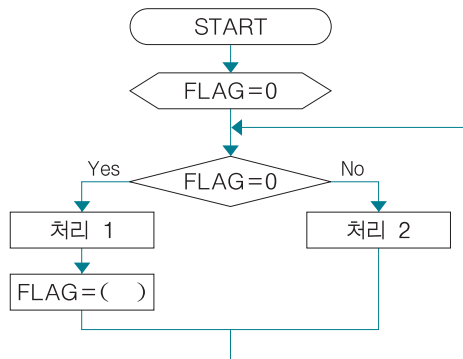 START
FLAG=0
FLAG=0
Yes
No
처리 1
처리 2
FLAG=( )